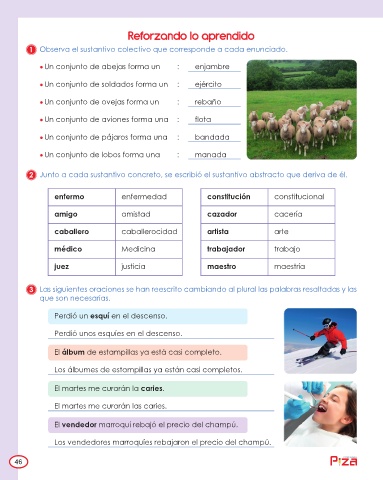 Reforzando lo aprendido
1 Observa el sustantivo colectivo que corresponde a cada enunciado.
• Un conjunto de abejas forma un : enjambre
• Un conjunto de soldados forma un : ejército
• Un conjunto de ovejas forma un : rebaño
• Un conjunto de aviones forma una : flota
• Un conjunto de pájaros forma una : bandada
• Un conjunto de lobos forma una : manada
2 Junto a cada sustantivo concreto, se escribió el sustantivo abstracto que deriva de él.
enfermo enfermedad
amigo amistad
caballero caballerocidad
médico Medicina
juez justicia
constitución constitucional
cazador cacería
artista arte
trabajador trabajo
maestro maestría
3 Las siguientes oraciones se han reescrito cambiando al plural las palabras resaltadas y las
que son necesarias.
Perdió un esquí en el descenso.
Perdió unos esquíes en el descenso.
El álbum de estampillas ya está casi completo.
Los álbumes de estampillas ya están casi completos.
El martes me curarán la caries.
El martes me curarán las caries.
El vendedor marroquí rebajó el precio del champú.
Los vendedores marroquíes rebajaron el precio del champú.
46